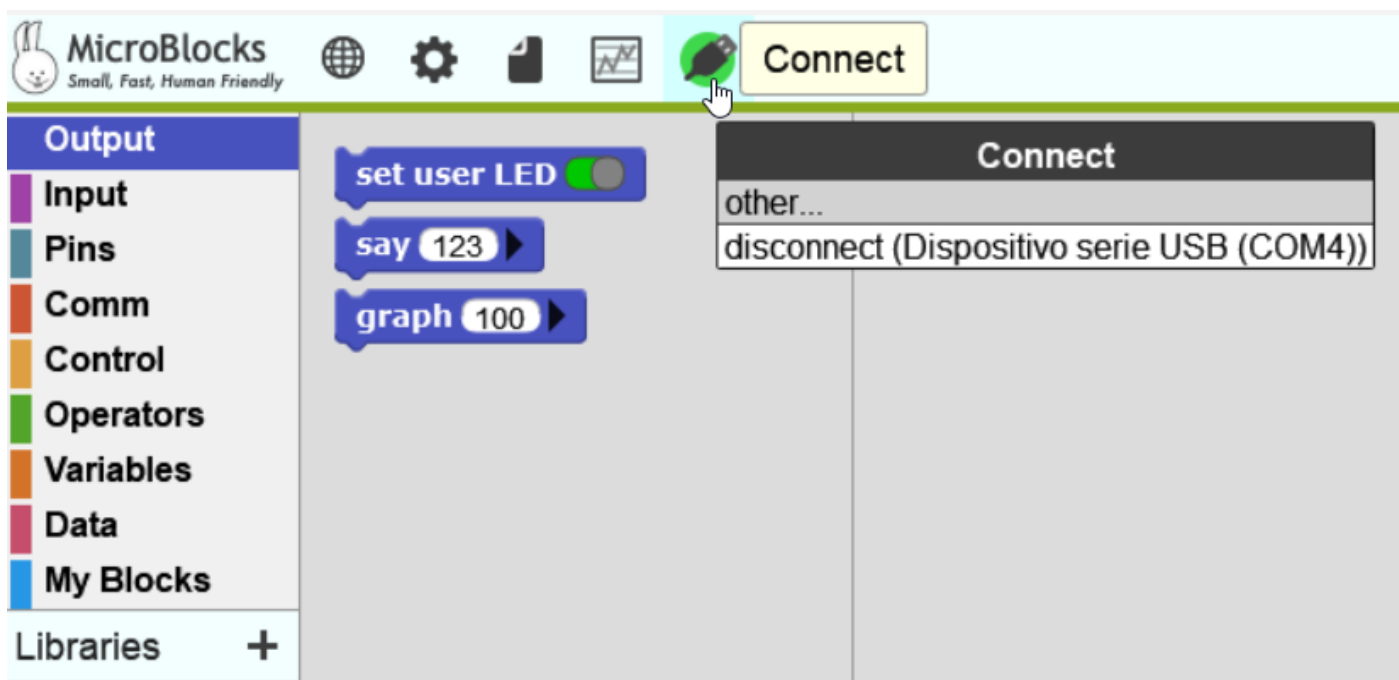 MicroBlocks
Small, Fast, Human Friendly
Connect
Output
Input
Pins
Comm
Control
Operators
Variables
Data
My Blocks
Libraries +
set user LED
say 123
graph 100
Connect
other...
disconnect (Dispositivo serie USB (COM4))